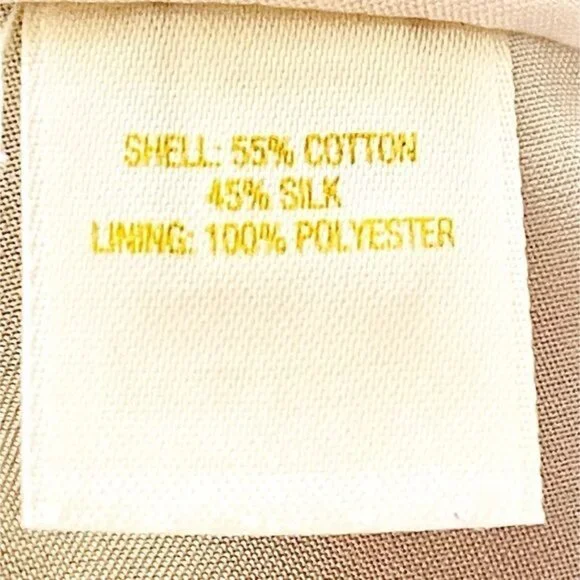 SHELL: 55% COTTON
45% SILK
LINING: 100% POLYESTER